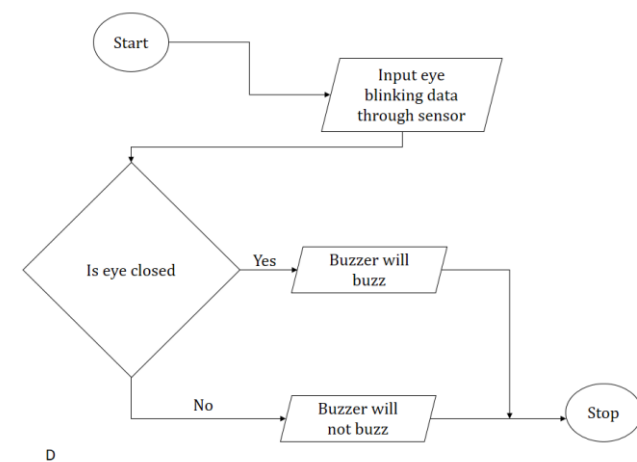 Start
Input eye
blinking data
through sensor
Is eye closed
Yes
Buzzer will
buzz
No
Buzzer will
not buzz
Stop
D